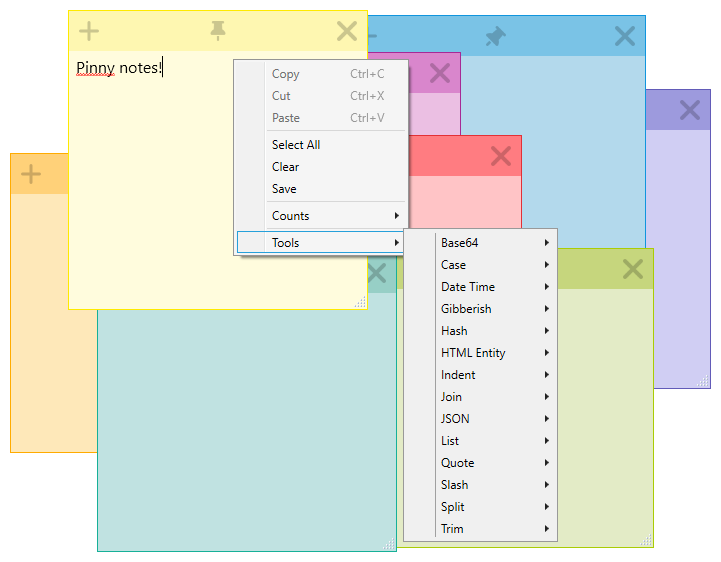 Pinny notes!
Copy Ctrl+C
Cut Ctrl+X
Paste Ctrl+V
Select All
Clear
Save
Counts
Tools
Base64
Case
Date Time
Gibberish
Hash
HTML Entity
Indent
Join
JSON
List
Quote
Slash
Split
Trim